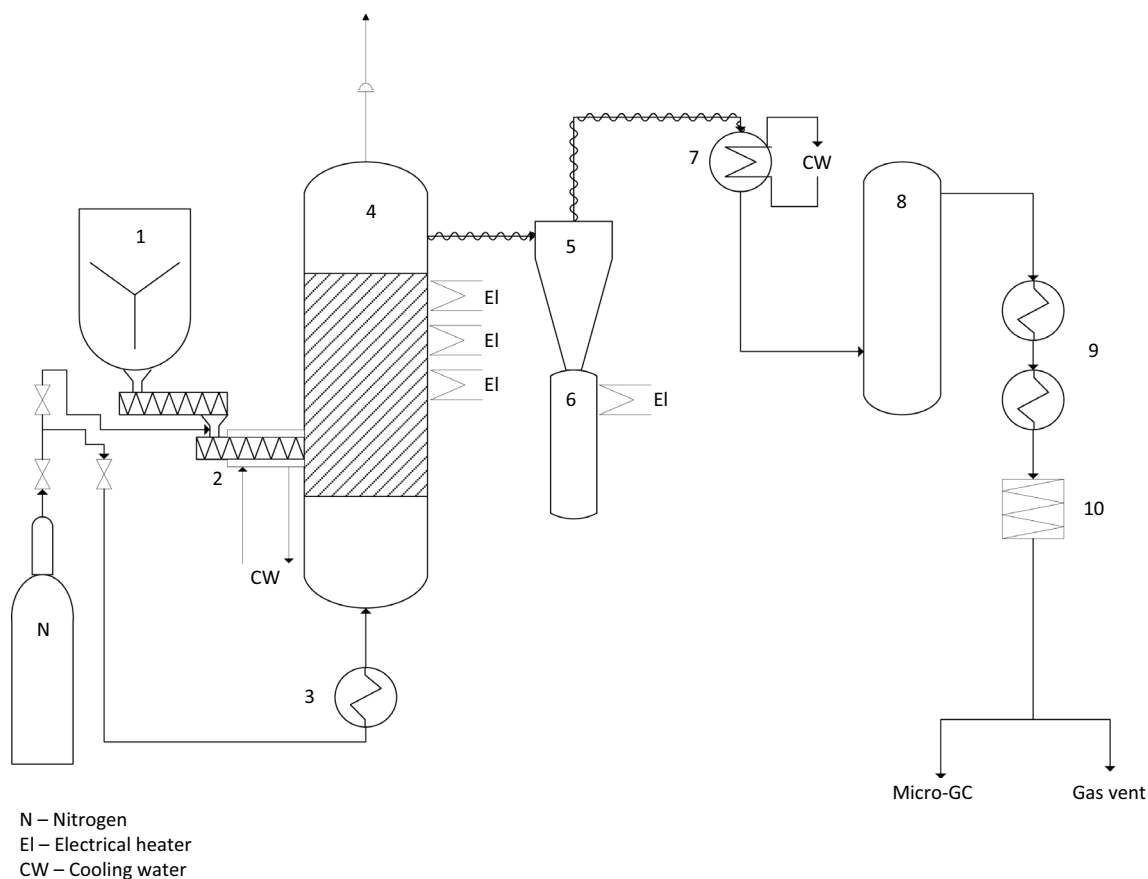 1
4
7
CW
8
5
El
El
El
9
6
El
2
10
CW
N
3
Micro-GC
Gas vent
N – Nitrogen
El – Electrical heater
CW – Cooling water